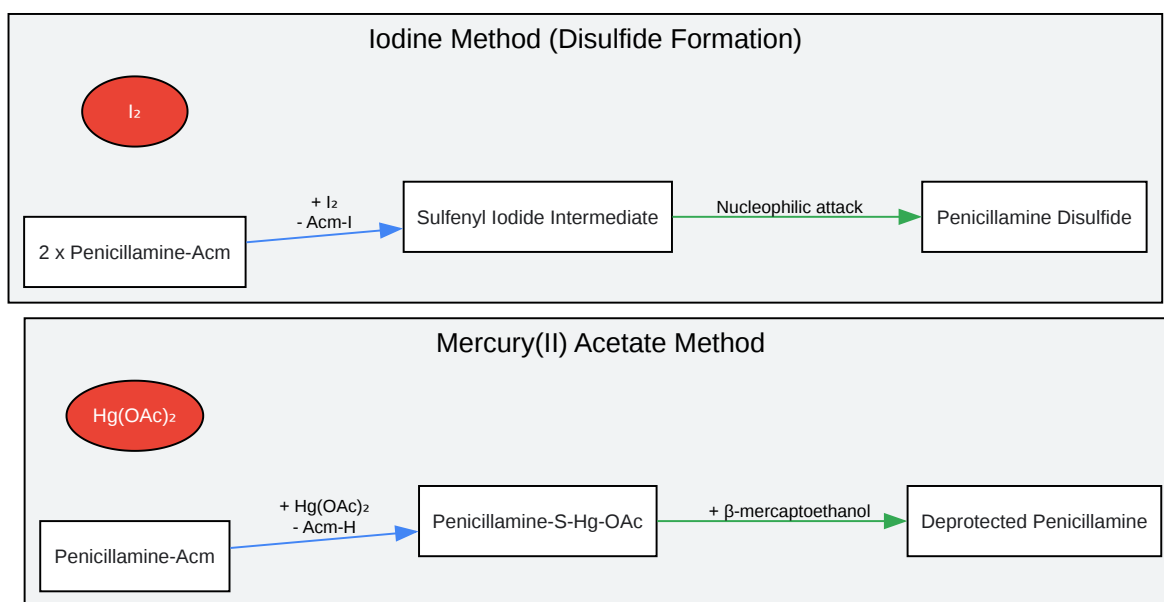 Iodine Method (Disulfide Formation)
I₂
+ I₂
- Acm-I
2 x Penicillamine-Acm
Sulfenyl Iodide Intermediate
Nucleophilic attack
Penicillamine Disulfide
Mercury(II) Acetate Method
Hg(OAc)₂
+ Hg(OAc)₂
- Acm-H
Penicillamine-Acm
Penicillamine-S-Hg-OAc
+ β-mercaptoethanol
Deprotected Penicillamine